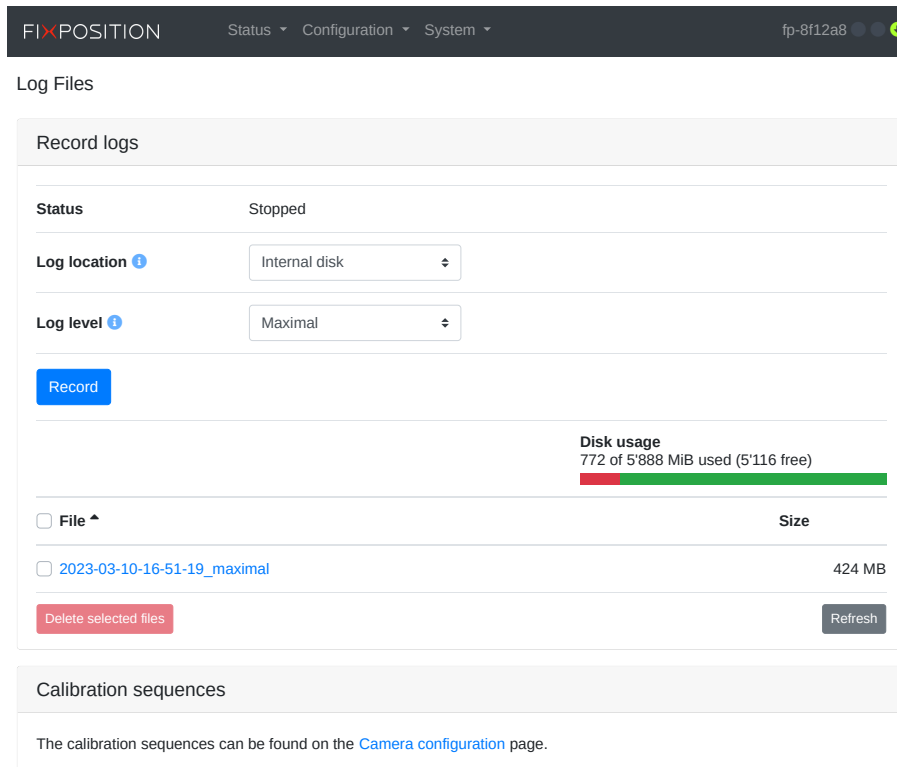 FIXPOSITION Status Configuration System fp-8f12a8
Log Files
Record logs
Status Stopped
Log location Internal disk
Log level Maximal
Record
Disk usage
772 of 5'888 MiB used (5'116 free)
File Size
2023-03-10-16-51-19_maximal 424 MB
Delete selected files Refresh
Calibration sequences
The calibration sequences can be found on the Camera configuration page.